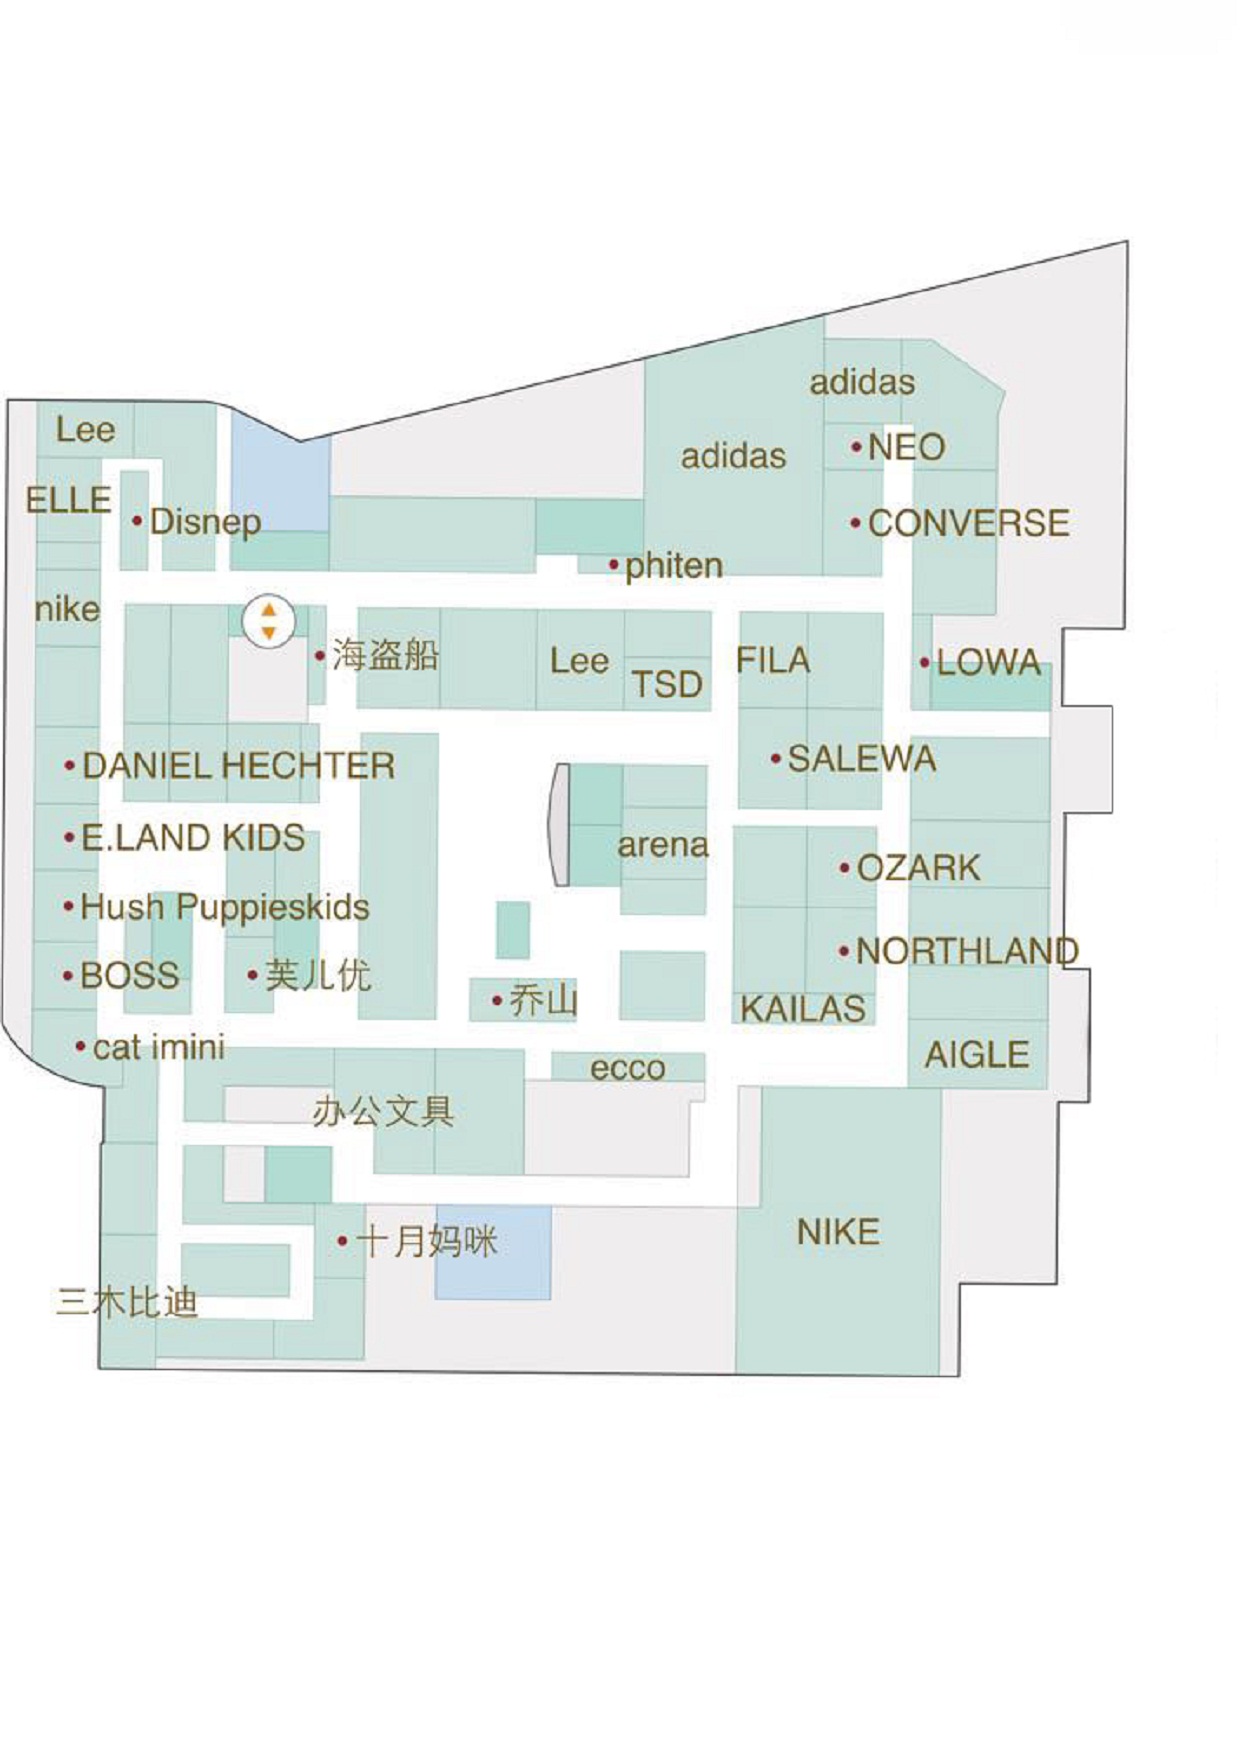 adidas
Lee
adidas
NEO
ELLE
Disnep
CONVERSE
phiten
nike
海盗船
Lee
TSD
FILA
LOWA
DANIEL HECHTER
SALEWA
E.LAND KIDS
arena
OZARK
Hush Puppieskids
NORTHLAND
BOSS
芙儿优
乔山
KAILAS
cat imini
ecco
AIGLE
办公文具
十月妈咪
NIKE
三木比迪